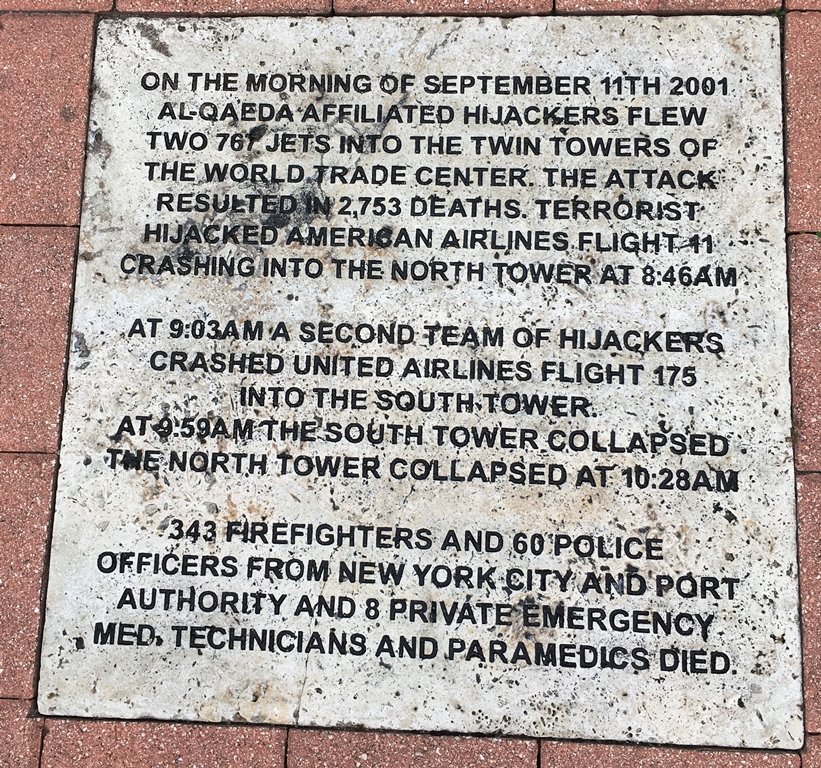 ON THE MORNING OF SEPTEMBER 11TH 2001
AL-QAEDA AFFILIATED HIJACKERS FLEW
TWO 767 JETS INTO THE TWIN TOWERS OF
THE WORLD TRADE CENTER. THE ATTACK
RESULTED IN 2,753 DEATHS. TERRORIST
HIJACKED AMERICAN AIRLINES FLIGHT 11
CRASHING INTO THE NORTH TOWER AT 8:46AM
AT 9:03AM A SECOND TEAM OF HIJACKERS
CRASHED UNITED AIRLINES FLIGHT 175
INTO THE SOUTH TOWER.
AT 9:59AM THE SOUTH TOWER COLLAPSED
THE NORTH TOWER COLLAPSED AT 10:28AM
343 FIREFIGHTERS AND 60 POLICE
OFFICERS FROM NEW YORK CITY AND PORT
AUTHORITY AND 8 PRIVATE EMERGENCY
MED. TECHNICIANS AND PARAMEDICS DIED.